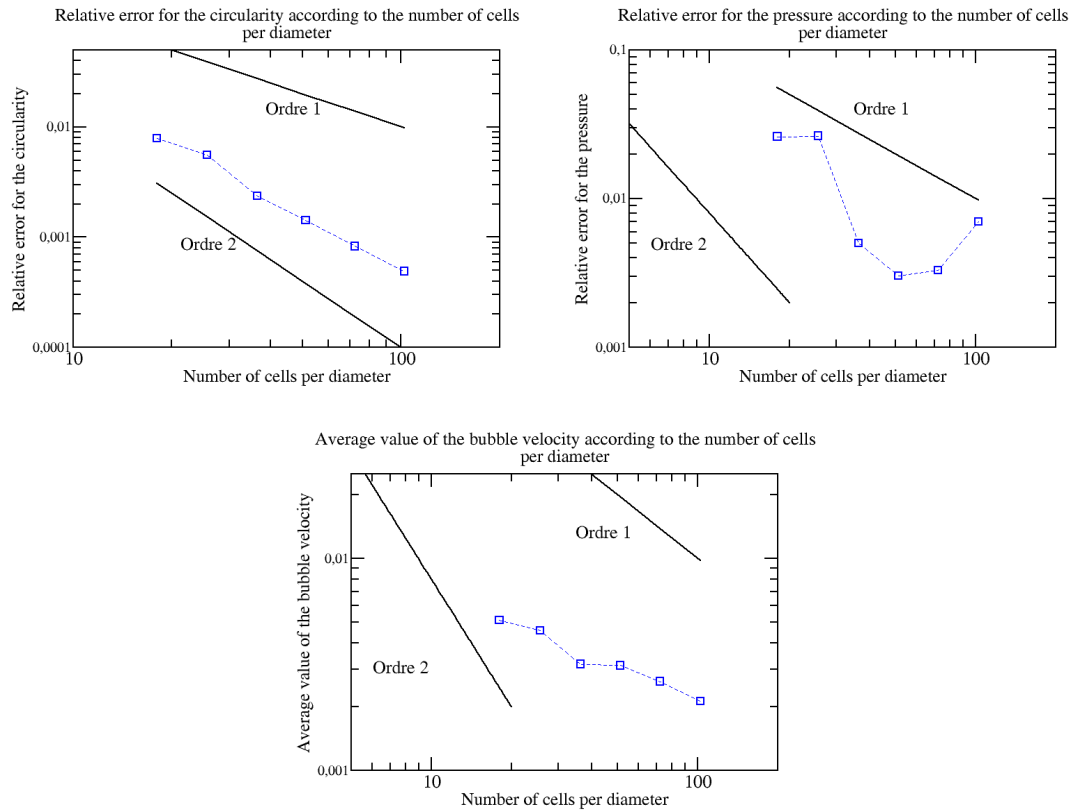 Relative error for the circularity according to the number of cells
per diameter
Relative error for the circularity
0,01
0,001
0,0001
Ordre 1
Ordre 2
10
100
Number of cells per diameter
Relative error for the pressure according to the number of cells
per diameter
Relative error for the pressure
0,1
0,01
0,001
Ordre 1
Ordre 2
10
100
Number of cells per diameter
Average value of the bubble velocity according to the number of cells
per diameter
Average value of the bubble velocity
0,01
0,001
Ordre 1
Ordre 2
10
100
Number of cells per diameter